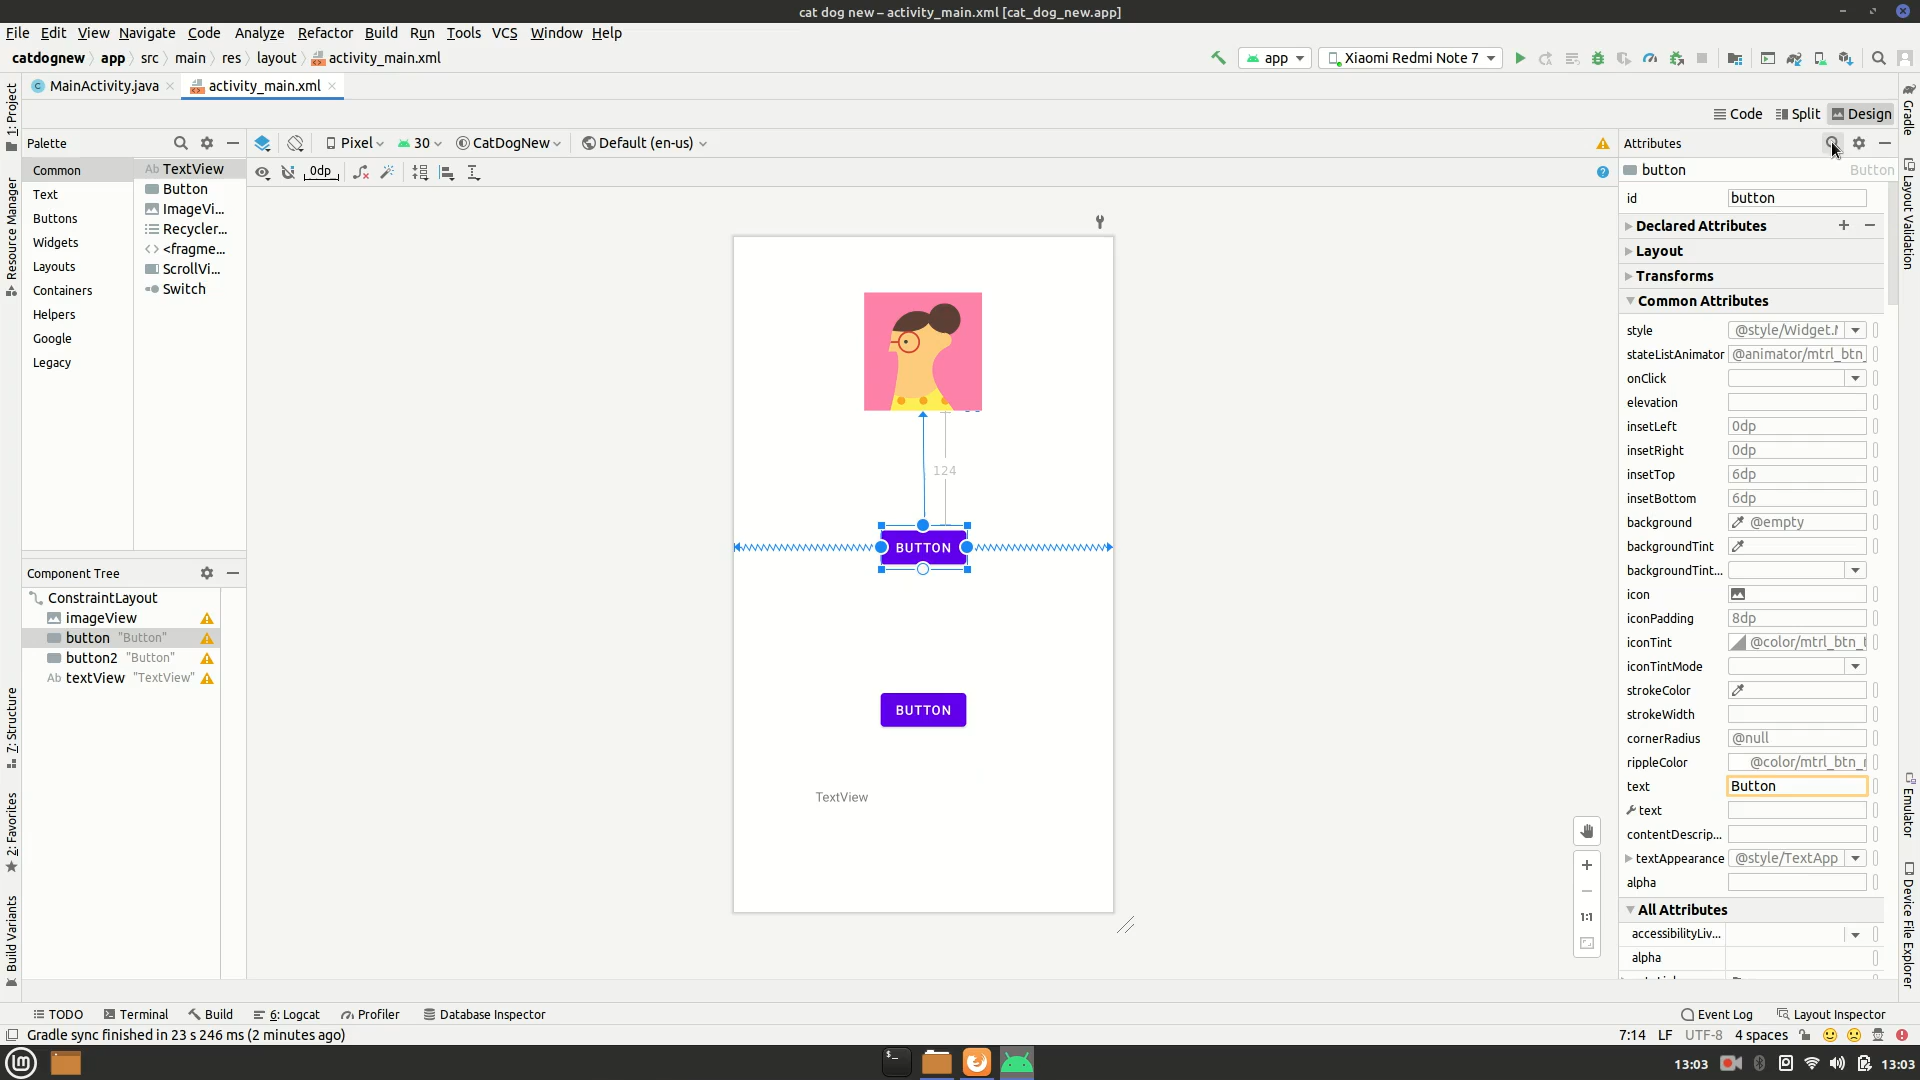 cat dog new – activity_main.xml [cat_dog_new.app]
File Edit View Navigate Code Analyze Refactor Build Run Tools VCS Window Help
catdognew app src main res layout activity_main.xml
app Xiaomi Redmi Note 7
MainActivity.java activity_main.xml
Code Split Design
Palette
Pixel 30 CatDogNew Default (en-us)
Attributes
0dp
Common
Text
Buttons
Widgets
Layouts
Containers
Helpers
Google
Legacy
Ab TextView
Button
ImageVi...
Recycler...
<fragme...
ScrollVi...
Switch
Component Tree
ConstraintLayout
imageView
button "Button"
button2 "Button"
Ab textView "TextView"
124
BUTTON
BUTTON
TextView
1:1
button Button
id button
Declared Attributes
Layout
Transforms
Common Attributes
style @style/Widget.
stateListAnimator @animator/mtrl_btn_
onClick
elevation
insetLeft 0dp
insetRight 0dp
insetTop 6dp
insetBottom 6dp
background @empty
backgroundTint
backgroundTint...
icon
iconPadding 8dp
iconTint @color/mtrl_btn_
iconTintMode
strokeColor
strokeWidth
cornerRadius @null
rippleColor @color/mtrl_btn_
text Button
text
contentDescrip...
textAppearance @style/TextApp
alpha
All Attributes
accessibilityLiv...
alpha
1: Project
Resource Manager
7: Structure
2: Favorites
Build Variants
Gradle
Layout Validation
Emulator
Device File Explorer
TODO Terminal Build 6: Logcat Profiler Database Inspector
Event Log Layout Inspector
Gradle sync finished in 23 s 246 ms (2 minutes ago)
7:14 LF UTF-8 4 spaces
13:03 13:03